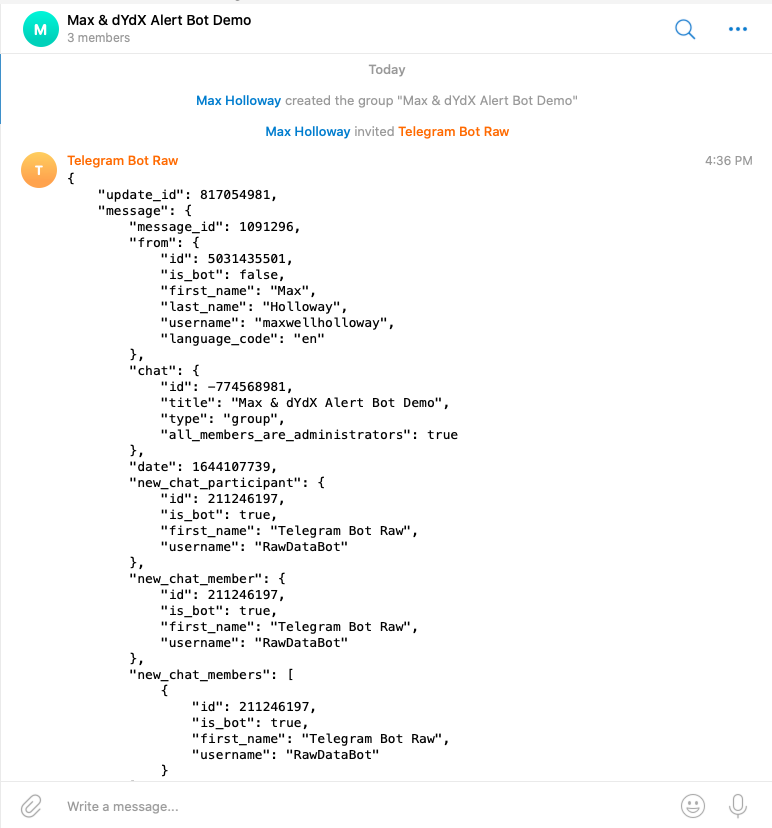 M
Max & dYdX Alert Bot Demo
3 members
Today
Max Holloway created the group "Max & dYdX Alert Bot Demo"
Max Holloway invited Telegram Bot Raw
T
Telegram Bot Raw 4:36 PM
{
    "update_id": 817054981,
    "message": {
        "message_id": 1091296,
        "from": {
            "id": 5031435501,
            "is_bot": false,
            "first_name": "Max",
            "last_name": "Holloway",
            "username": "maxwellholloway",
            "language_code": "en"
        },
        "chat": {
            "id": -774568981,
            "title": "Max & dYdX Alert Bot Demo",
            "type": "group",
            "all_members_are_administrators": true
        },
        "date": 1644107739,
        "new_chat_participant": {
            "id": 211246197,
            "is_bot": true,
            "first_name": "Telegram Bot Raw",
            "username": "RawDataBot"
        },
        "new_chat_member": {
            "id": 211246197,
            "is_bot": true,
            "first_name": "Telegram Bot Raw",
            "username": "RawDataBot"
        },
        "new_chat_members": [
            {
                "id": 211246197,
                "is_bot": true,
                "first_name": "Telegram Bot Raw",
                "username": "RawDataBot"
            }
Write a message...